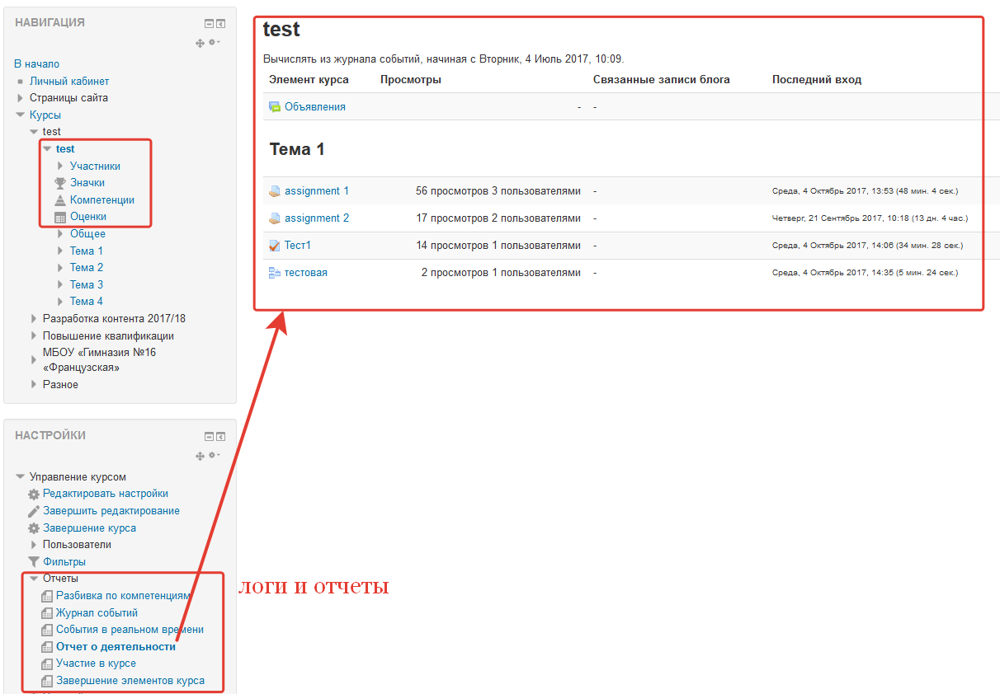 НАВИГАЦИЯ
В начало
Личный кабинет
Страницы сайта
Курсы
test
test
Участники
Значки
Компетенции
Оценки
Общее
Тема 1
Тема 2
Тема 3
Тема 4
Разработка контента 2017/18
Повышение квалификации
МБОУ «Гимназия №16
«Французская»
Разное
НАСТРОЙКИ
Управление курсом
Редактировать настройки
Завершить редактирование
Завершение курса
Пользователи
Фильтры
Отчеты
Разбивка по компетенциям
Журнал событий
События в реальном времени
Отчет о деятельности
Участие в курсе
Завершение элементов курса
логи и отчеты
test
Вычислять из журнала событий, начиная с Вторник, 4 Июль 2017, 10:09.
Элемент курса Просмотры Связанные записи блога Последний вход
Объявления - -
Тема 1
assignment 1 56 просмотров 3 пользователями - Среда, 4 Октябрь 2017, 13:53 (48 мин. 4 сек.)
assignment 2 17 просмотров 2 пользователями - Четверг, 21 Сентябрь 2017, 10:18 (13 дн. 4 час.)
Тест1 14 просмотров 1 пользователями - Среда, 4 Октябрь 2017, 14:06 (34 мин. 28 сек.)
тестовая 2 просмотров 1 пользователями - Среда, 4 Октябрь 2017, 14:35 (5 мин. 24 сек.)